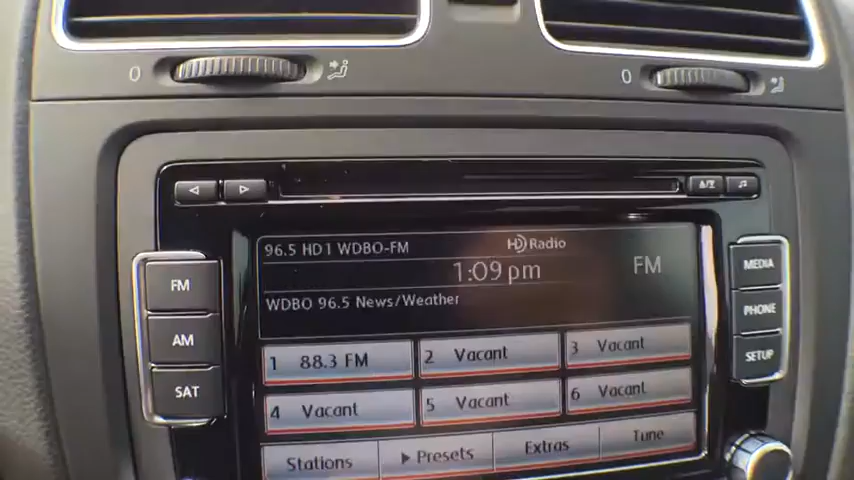 0
0
96.5 HD1 WDBO-FM
HD Radio
1:09 pm
FM
WDBO 96.5 News/Weather
FM
AM
SAT
MEDIA
PHONE
SETUP
1 88.3 FM
2 Vacant
3 Vacant
4 Vacant
5 Vacant
6 Vacant
Stations
Presets
Extras
Tune